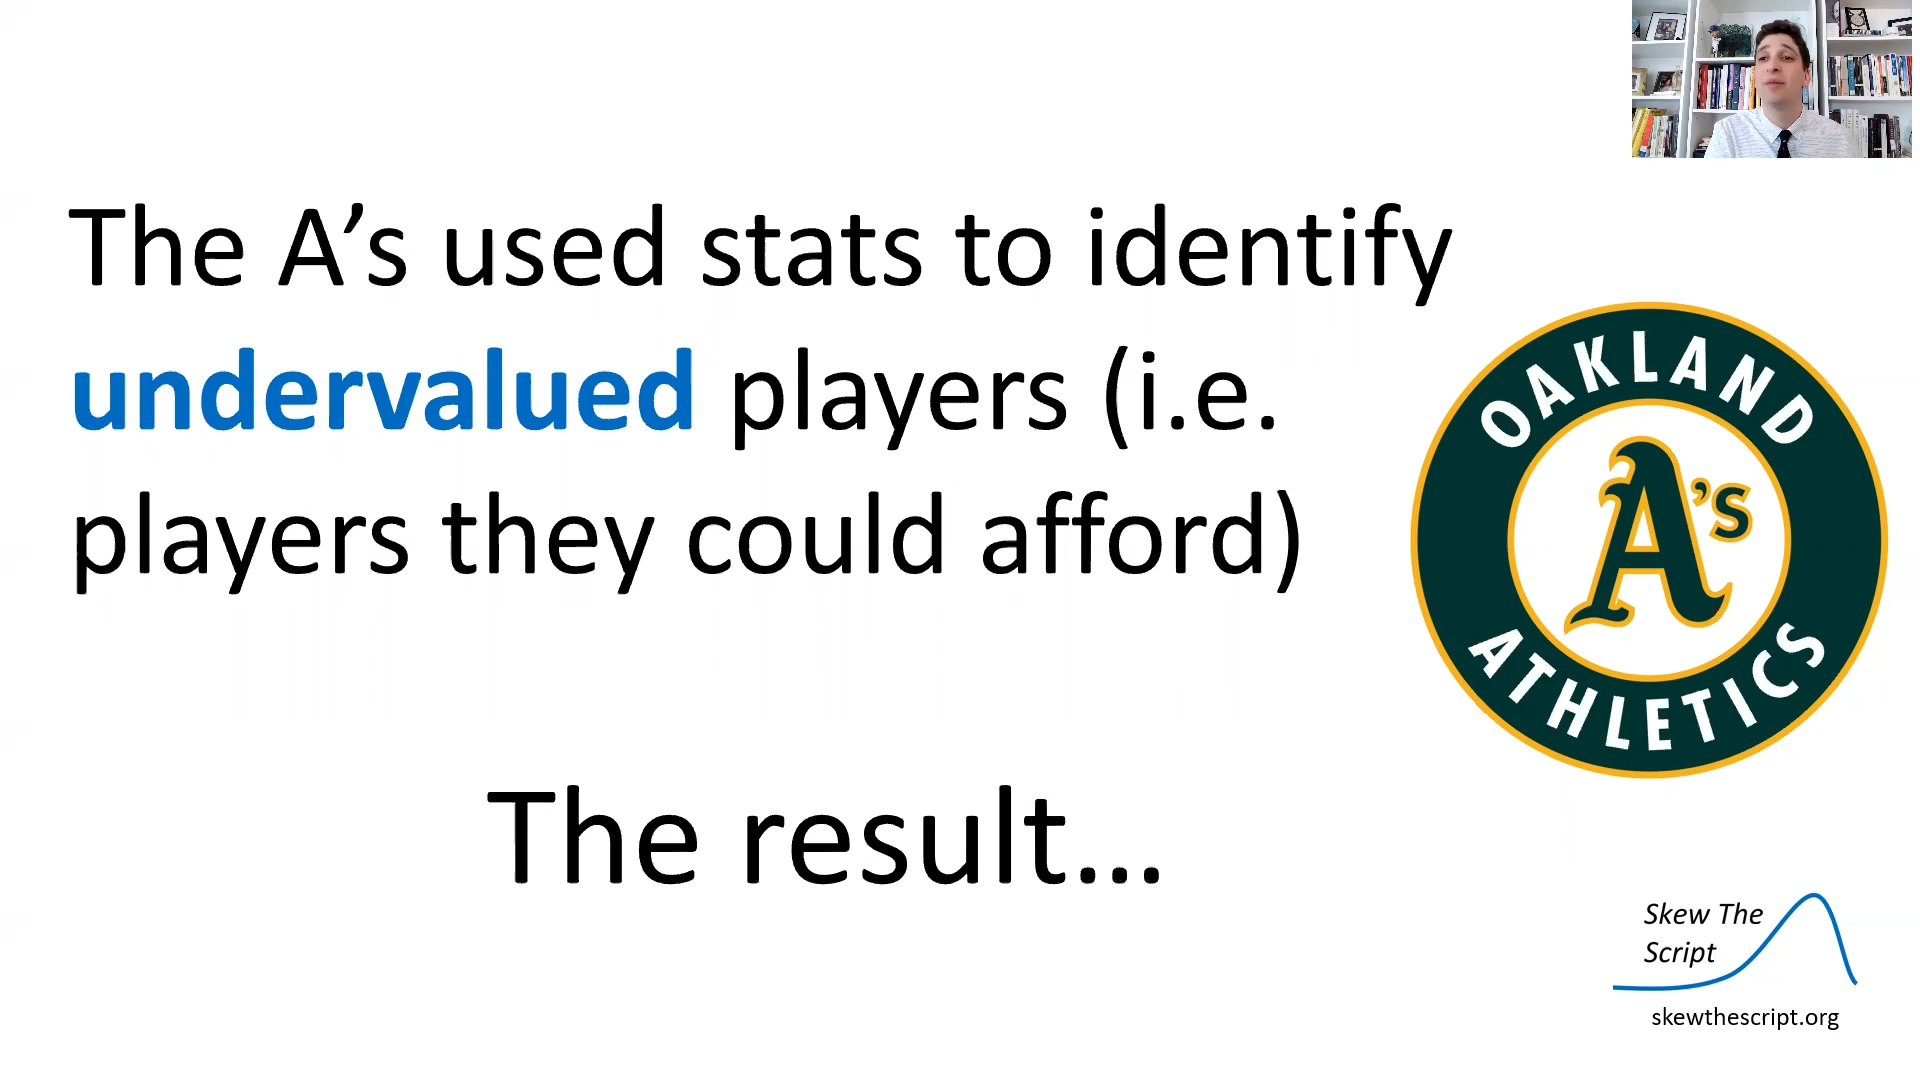 The A’s used stats to identify
undervalued players (i.e.
players they could afford)
OAKLAND
A’s
ATHLETICS
The result…
Skew The
Script
skewthescript.org